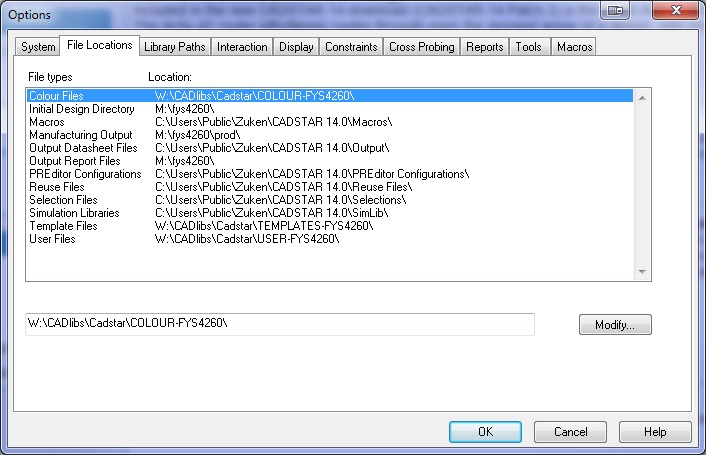 Options
System File Locations Library Paths Interaction Display Constraints Cross Probing Reports Tools Macros
File types Location:
Colour Files W:\CADlibs\Cadstar\COLOUR-FYS4260\
Initial Design Directory M:\fys4260\
Macros C:\Users\Public\Zuken\CADSTAR 14.0\Macros\
Manufacturing Output M:\fys4260\prod\
Output Datasheet Files C:\Users\Public\Zuken\CADSTAR 14.0\Output\
Output Report Files M:\fys4260\
PREditor Configurations C:\Users\Public\Zuken\CADSTAR 14.0\PREditor Configurations\
Reuse Files C:\Users\Public\Zuken\CADSTAR 14.0\Reuse Files\
Selection Files C:\Users\Public\Zuken\CADSTAR 14.0\Selections\
Simulation Libraries C:\Users\Public\Zuken\CADSTAR 14.0\SimLib\
Template Files W:\CADlibs\Cadstar\TEMPLATES-FYS4260\
User Files W:\CADlibs\Cadstar\USER-FYS4260\
W:\CADlibs\Cadstar\COLOUR-FYS4260\ Modify...
OK Cancel Help